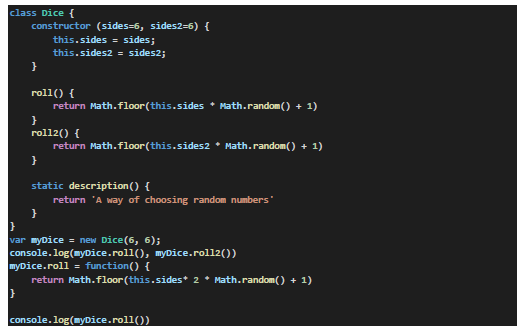 class Dice {
    constructor (sides=6, sides2=6) {
        this.sides = sides;
        this.sides2 = sides2;
    }

    roll() {
        return Math.floor(this.sides * Math.random() + 1)
    }
    roll2() {
        return Math.floor(this.sides2 * Math.random() + 1)
    }

    static description() {
        return 'A way of choosing random numbers'
    }
}
var myDice = new Dice(6, 6);
console.log(myDice.roll(), myDice.roll2())
myDice.roll = function() {
    return Math.floor(this.sides* 2 * Math.random() + 1)
}

console.log(myDice.roll())